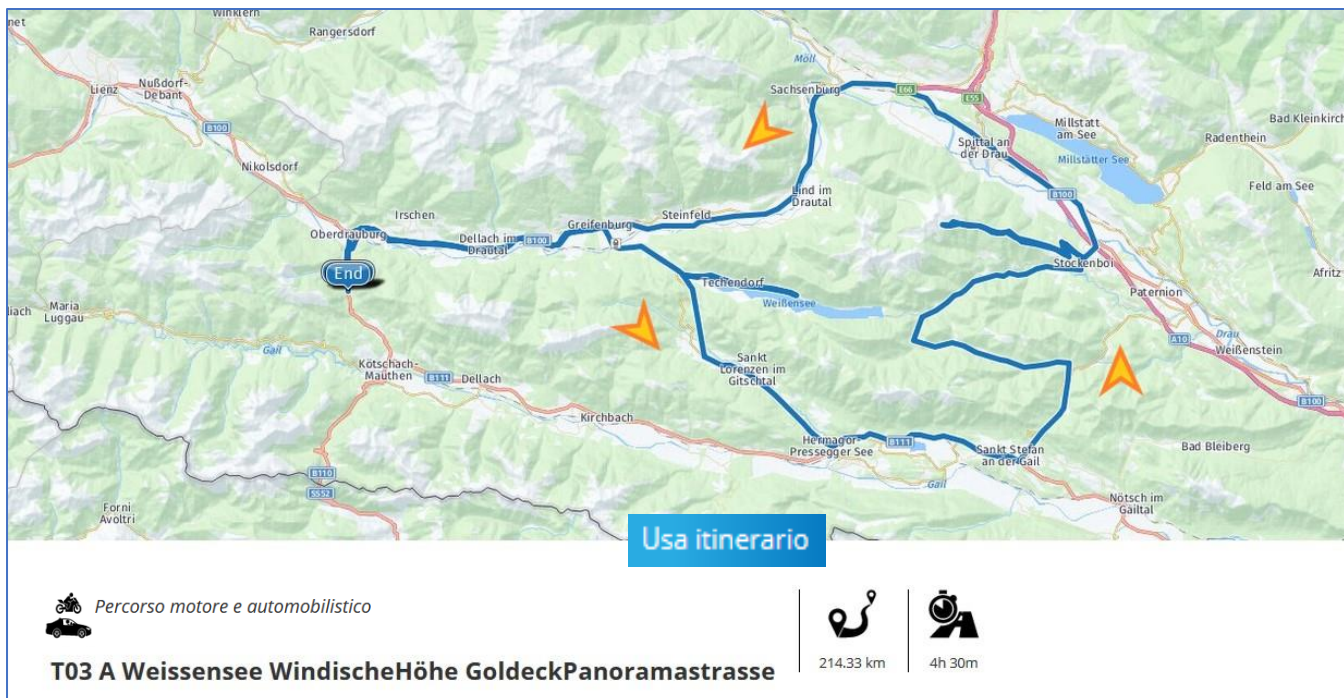 Winklern
Rangersdorf
Lienz
Nußdorf-
Debant
B100
Nikolsdorf
Möll
Sachsenburg
E66
E55
Millstatt
am See
Bad Kleinkirch
Radenthein
Spittal an
der Drau
Millstätter See
Feld am See
B100
Lind im
Drautal
Irschen
Oberdrauburg
Dellach im
Drautal
B100
Greifenburg
Steinfeld
End
Techendorf
Weißensee
Stockenboi
Paternion
Afritz
Maria
Luggau
Gail
Kötschach-
Mauthen
B111
Dellach
Kirchbach
Sankt
Lorenzen im
Gitschtal
Drau
A10
Weißenstein
B100
Hermagor-
Pressegger See
B111
Sankt Stefan
an der Gail
Bad Bleiberg
Gail
Nötsch im
Gailtal
B110
SS52
Forni
Avoltri
Usa itinerario
Percorso motore e automobilistico
T03 A Weissensee WindischeHöhe GoldeckPanoramastrasse
214.33 km
4h 30m